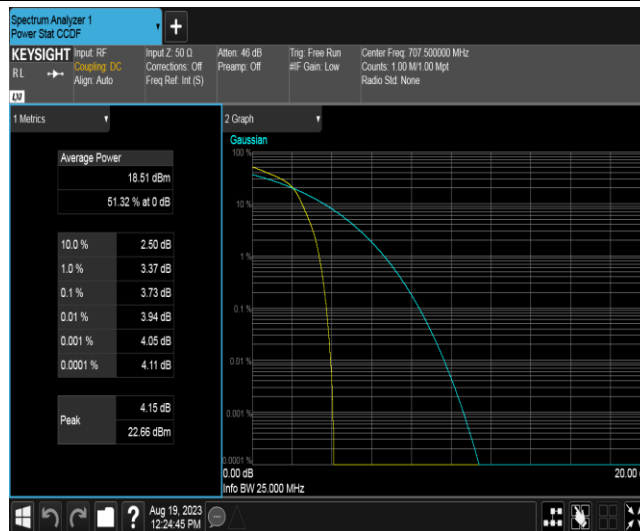 Spectrum Analyzer 1
Power Stat CCDF
+
KEYSIGHT Input: RF Input Z: 50 Ω Atten: 46 dB Trig: Free Run Center Freq: 707.500000 MHz
RL Coupling: DC Corrections: Off Preamp: Off #IF Gain: Low Counts: 1.00 M/1.00 Mpt
Align: Auto Freq Ref: Int (S) Radio Std: None
LXI
1 Metrics
Average Power
18.51 dBm
51.32 % at 0 dB
10.0 % 2.50 dB
1.0 % 3.37 dB
0.1 % 3.73 dB
0.01 % 3.94 dB
0.001 % 4.05 dB
0.0001 % 4.11 dB
Peak 4.15 dB
22.66 dBm
2 Graph
Gaussian
100 %
10 %
1 %
0.1 %
0.01 %
0.001 %
0.0001 %
0.00 dB 20.00
Info BW 25.000 MHz
? Aug 19, 2023
12:24:45 PM